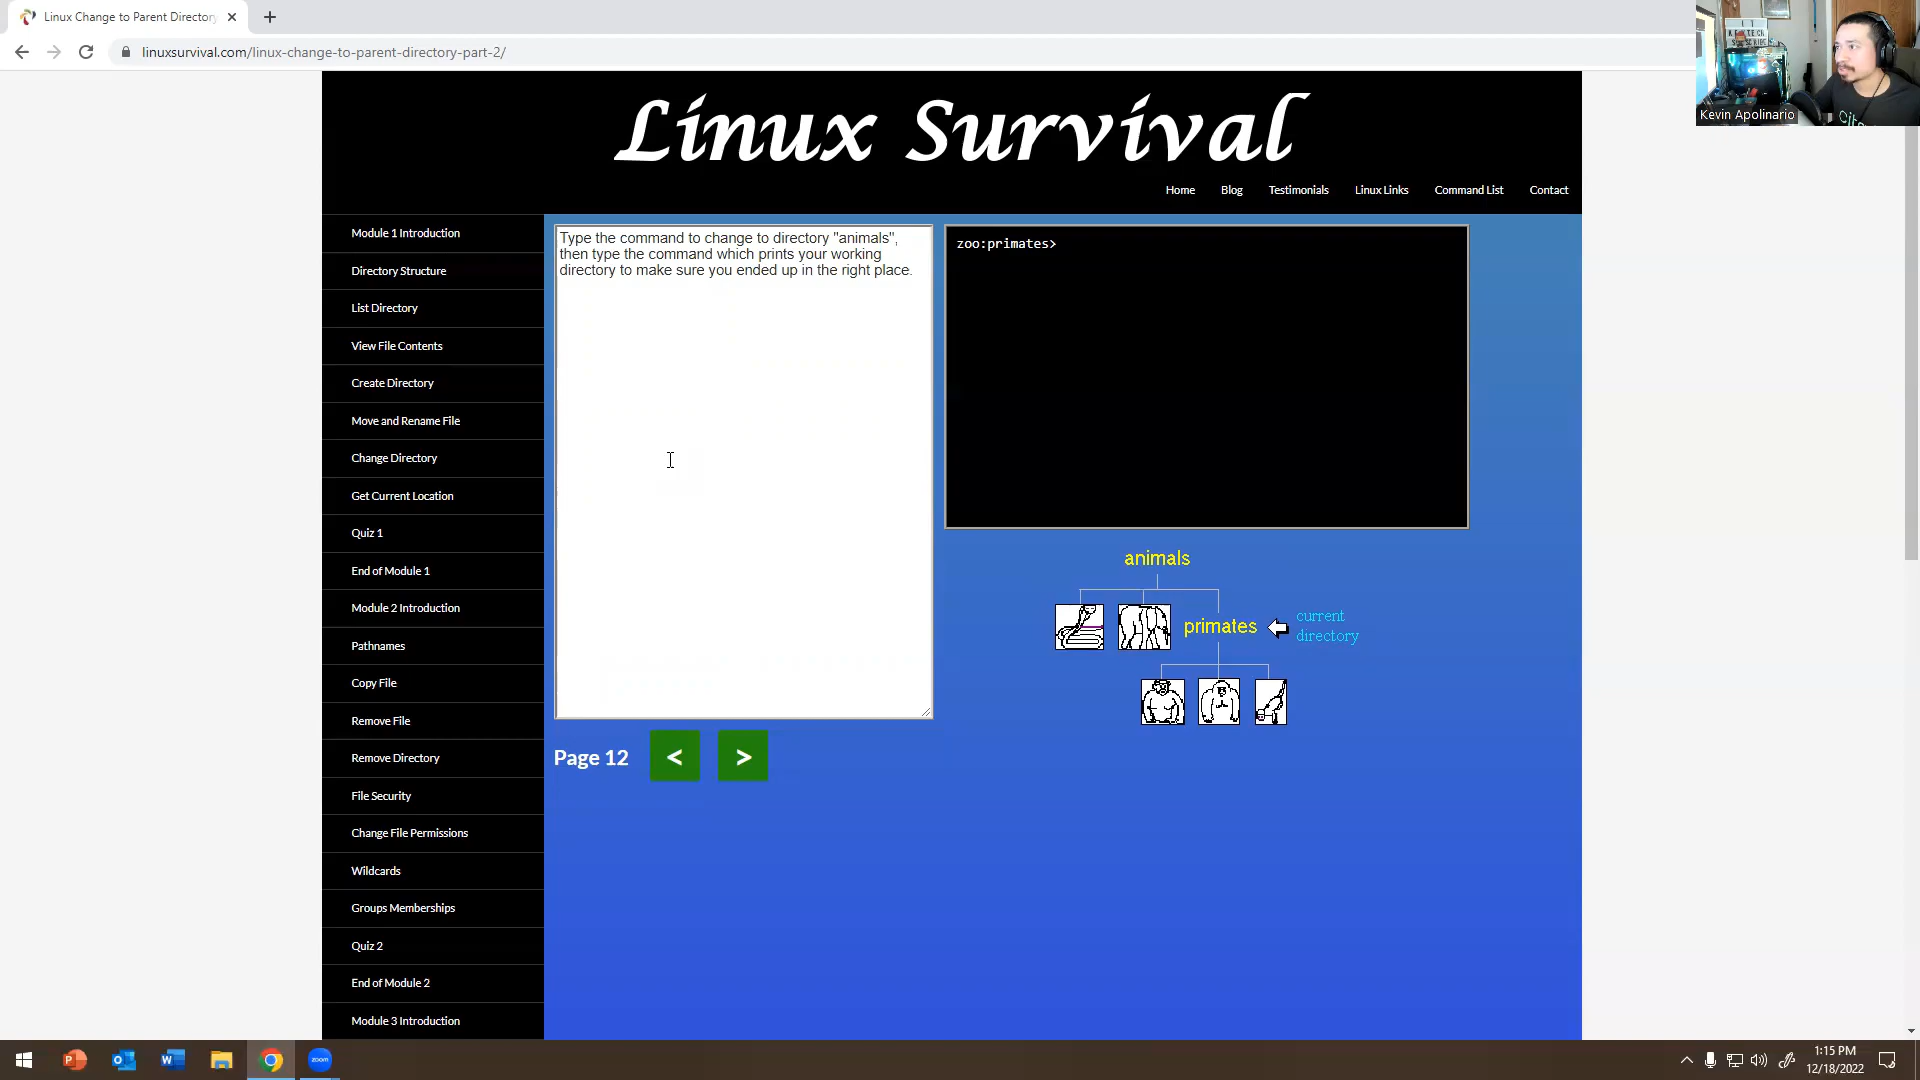 Linux Change to Parent Directory
linuxsurvival.com/linux-change-to-parent-directory-part-2/
Kevin Apolinario
Linux Survival
Home
Blog
Testimonials
Linux Links
Command List
Contact
Module 1 Introduction
Directory Structure
List Directory
View File Contents
Create Directory
Move and Rename File
Change Directory
Get Current Location
Quiz 1
End of Module 1
Module 2 Introduction
Pathnames
Copy File
Remove File
Remove Directory
File Security
Change File Permissions
Wildcards
Groups Memberships
Quiz 2
End of Module 2
Module 3 Introduction
Type the command to change to directory "animals",
then type the command which prints your working
directory to make sure you ended up in the right place.
Page 12
<
>
zoo:primates>
animals
primates
current
directory
zoom
1:15 PM
12/18/2022